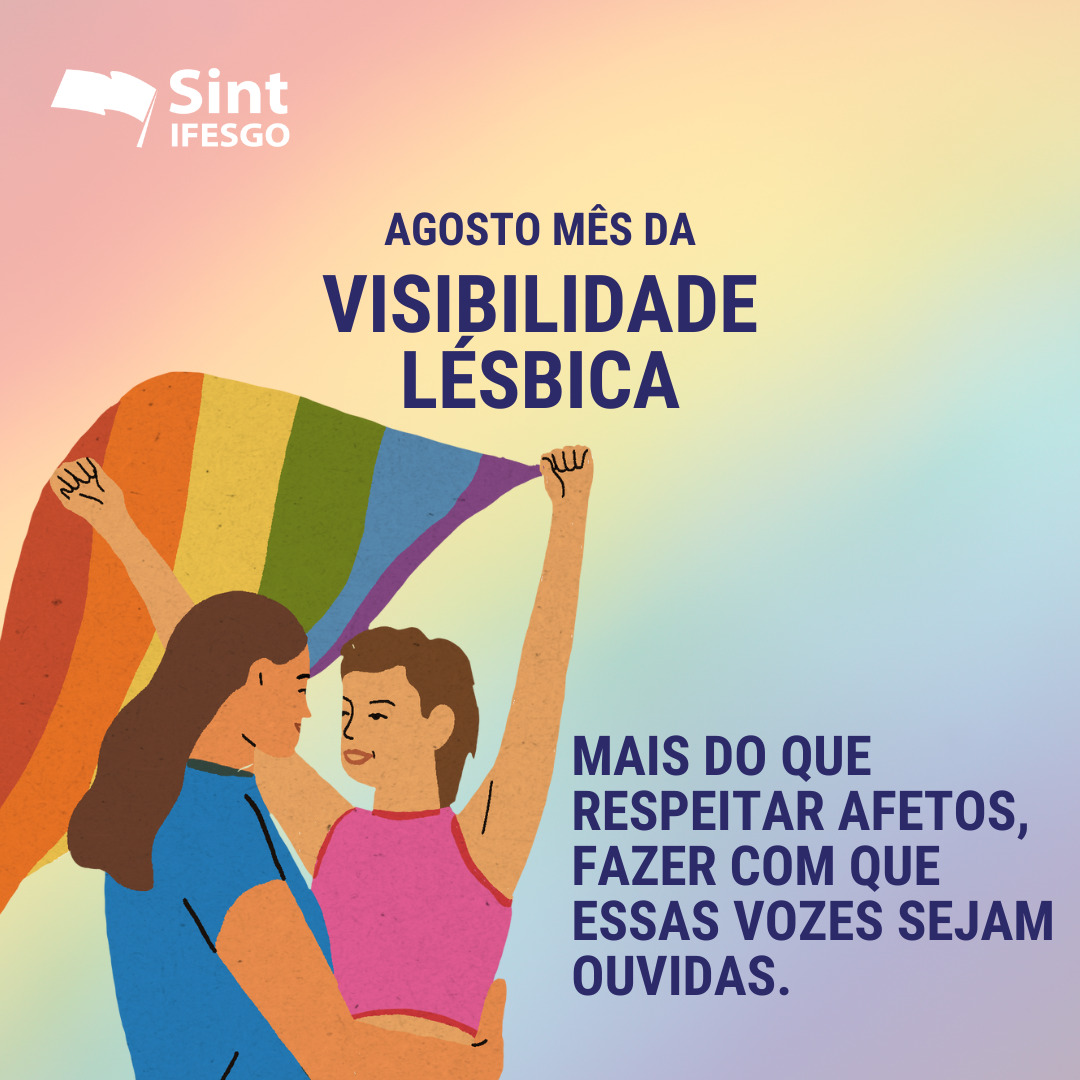 Sint
IFESGO
AGOSTO MÊS DA
VISIBILIDADE
LÉSBICA
MAIS DO QUE
RESPEITAR AFETOS,
FAZER COM QUE
ESSAS VOZES SEJAM
OUVIDAS.